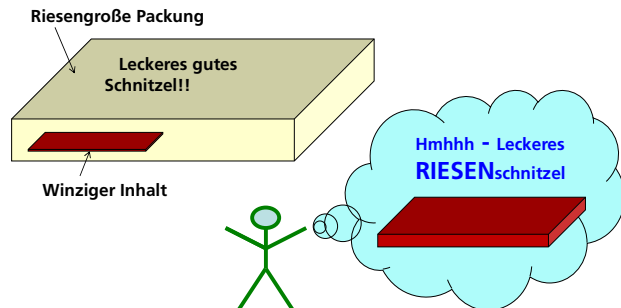 Riesengroße Packung
Leckeres gutes
Schnitzel!!
Winziger Inhalt
Hmhhh - Leckeres
RIESENschnitzel